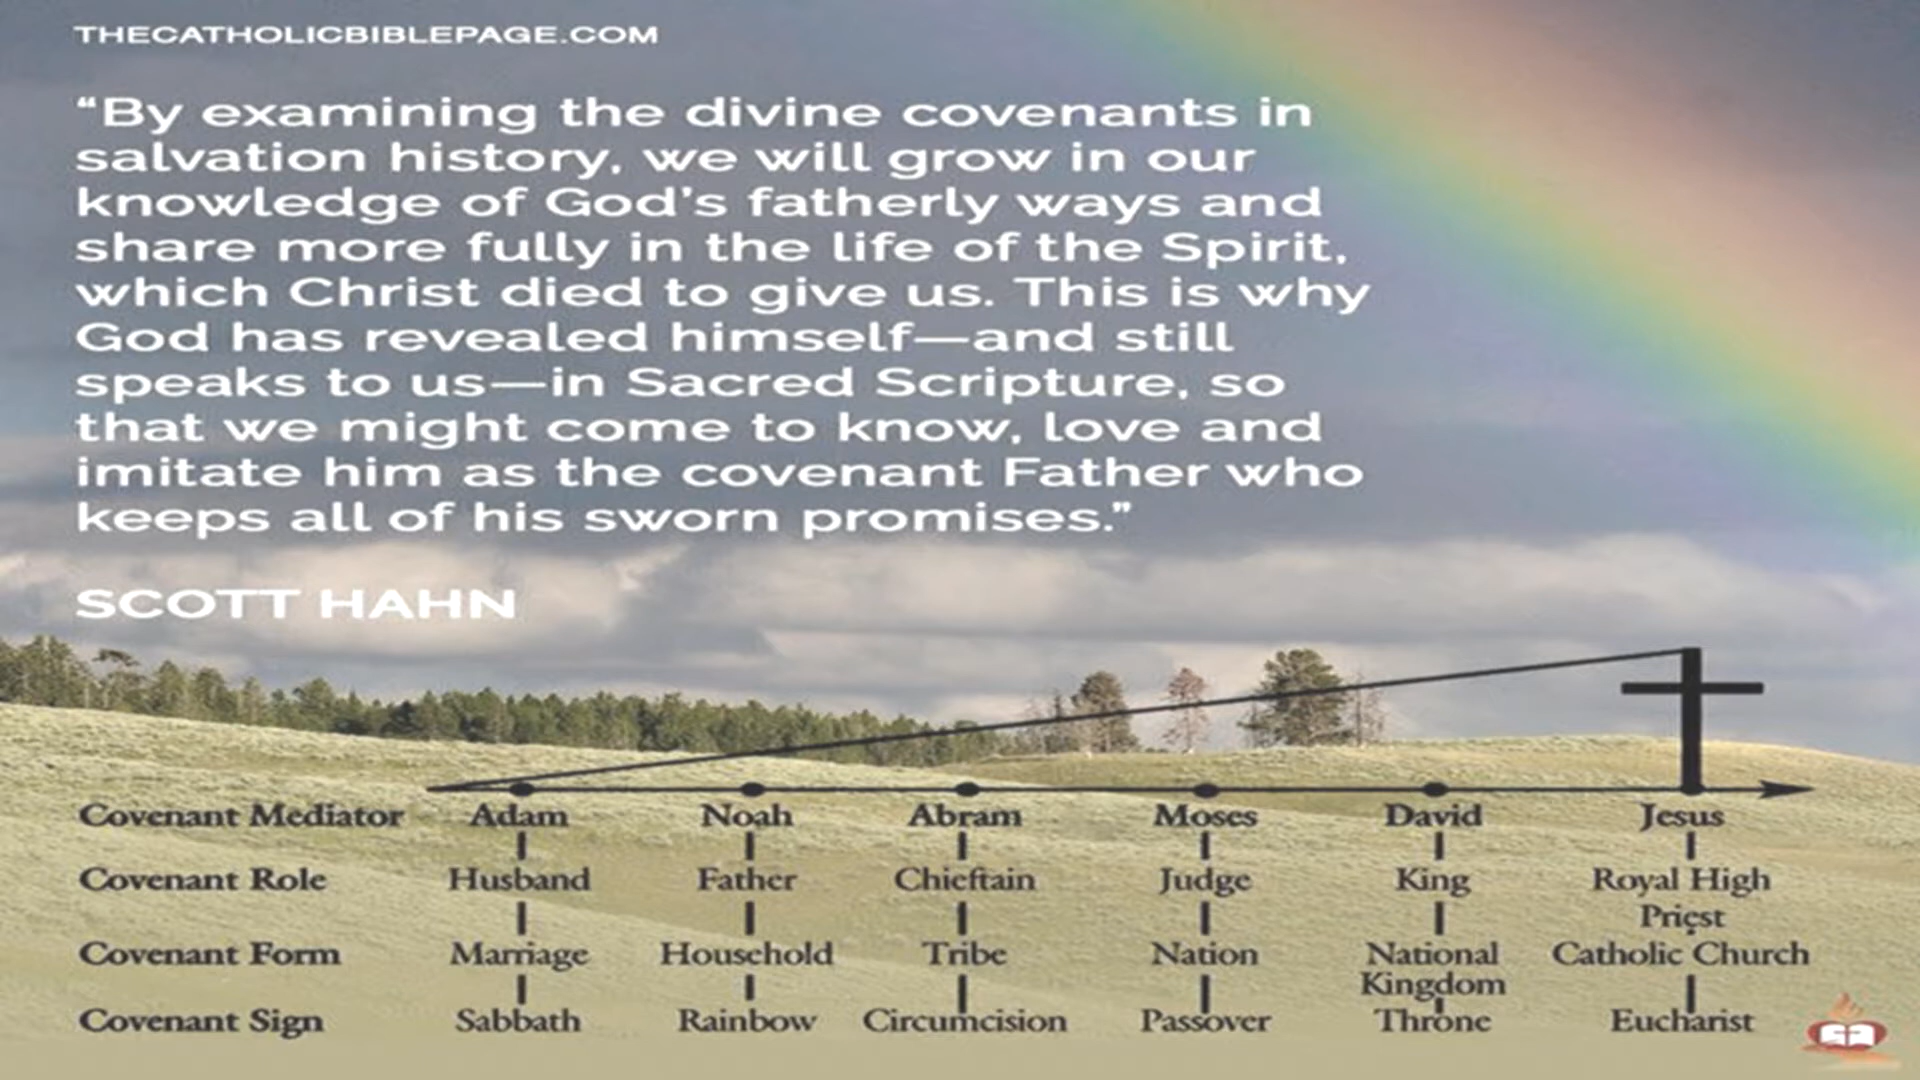 THECATHOLICBIBLEPAGE.COM
“By examining the divine covenants in
salvation history, we will grow in our
knowledge of God's fatherly ways and
share more fully in the life of the Spirit,
which Christ died to give us. This is why
God has revealed himself—and still
speaks to us—in Sacred Scripture, so
that we might come to know, love and
imitate him as the covenant Father who
keeps all of his sworn promises.”
SCOTT HAHN
Covenant Mediator Adam Noah Abram Moses David Jesus
Covenant Role Husband Father Chieftain Judge King Royal High
Priest
Covenant Form Marriage Household Tribe Nation National Catholic Church
Kingdom
Covenant Sign Sabbath Rainbow Circumcision Passover Throne Eucharist